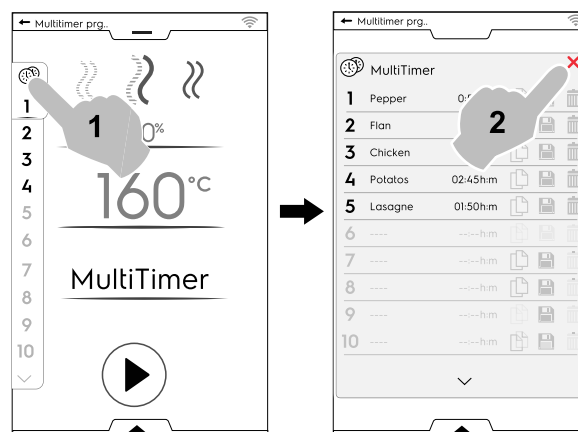 ← Multitimer prg..
1
2
3
4
5
6
7
8
9
10
1
0%
160°C
MultiTimer
← Multitimer prg..
MultiTimer
1 Pepper 0:
2 Flan
3 Chicken
4 Potatos 02:45h:m
5 Lasagne 01:50h:m
6 ---- --:--h:m
7 ---- --:--h:m
8 ---- --:--h:m
9 ---- --:--h:m
10 ---- --:--h:m
2